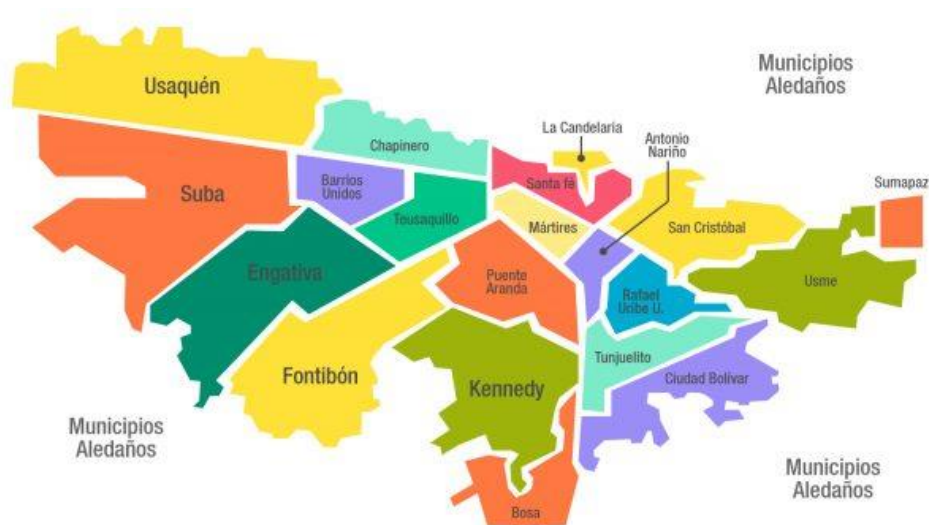 Municipios
Aledaños
Usaquén
La Candelaria
Antonio
Nariño
Chapinero
Suba
Barrios
Unidos
Santa fé
Sumapaz
Teusaquillo
Mártires
San Cristóbal
Engativa
Puente
Aranda
Rafael
Uribe U.
Usme
Fontibón
Kennedy
Tunjuelito
Ciudad Bolívar
Municipios
Aledaños
Municipios
Aledaños
Bosa